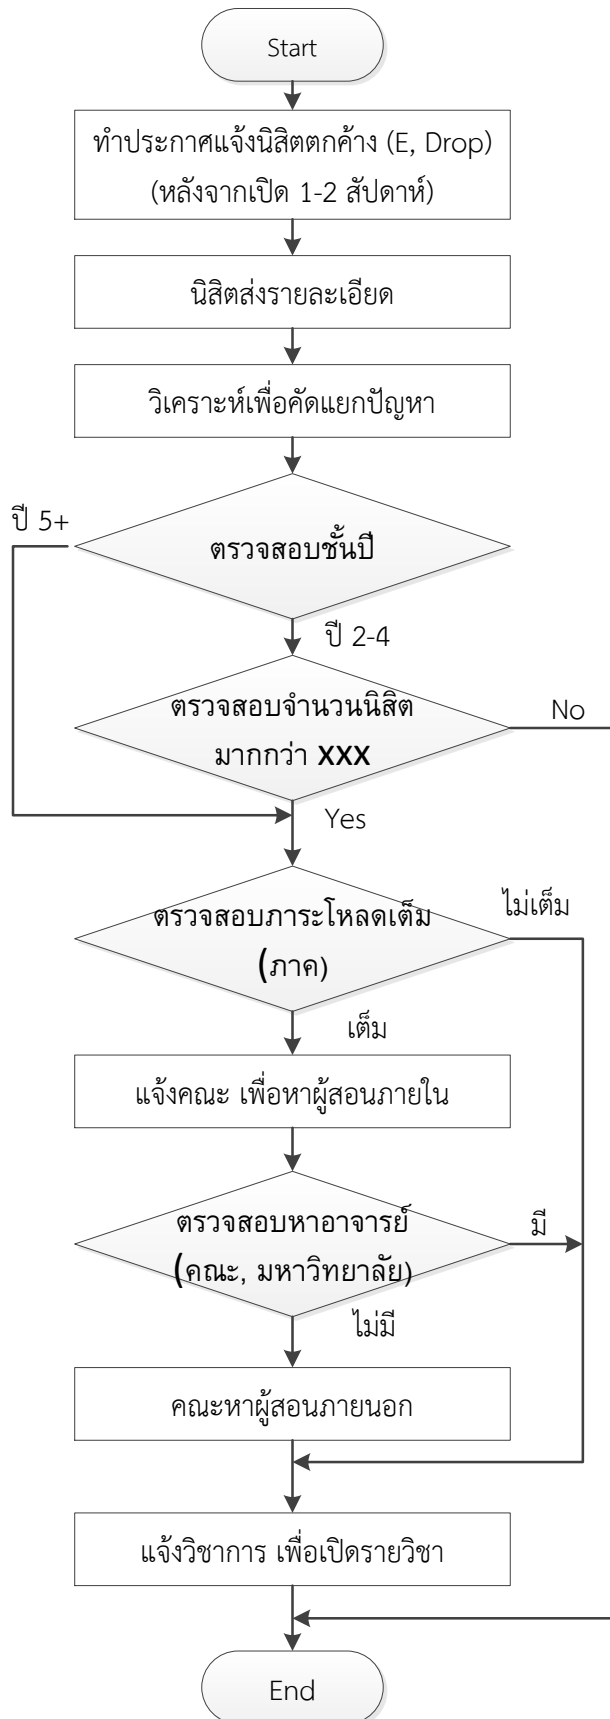 Start
ทำประกาศแจ้งนิสิตตกค้าง (E, Drop)
(หลังจากเปิด 1-2 สัปดาห์)
นิสิตส่งรายละเอียด
วิเคราะห์เพื่อคัดแยกปัญหา
ปี 5+
ตรวจสอบชั้นปี
ปี 2-4
ตรวจสอบจำนวนนิสิต
มากกว่า XXX
No
Yes
ตรวจสอบภาระโหลดเต็ม
(ภาค)
ไม่เต็ม
เต็ม
แจ้งคณะ เพื่อหาผู้สอนภายใน
ตรวจสอบหาอาจารย์
(คณะ, มหาวิทยาลัย)
มี
ไม่มี
คณะหาผู้สอนภายนอก
แจ้งวิชาการ เพื่อเปิดรายวิชา
End